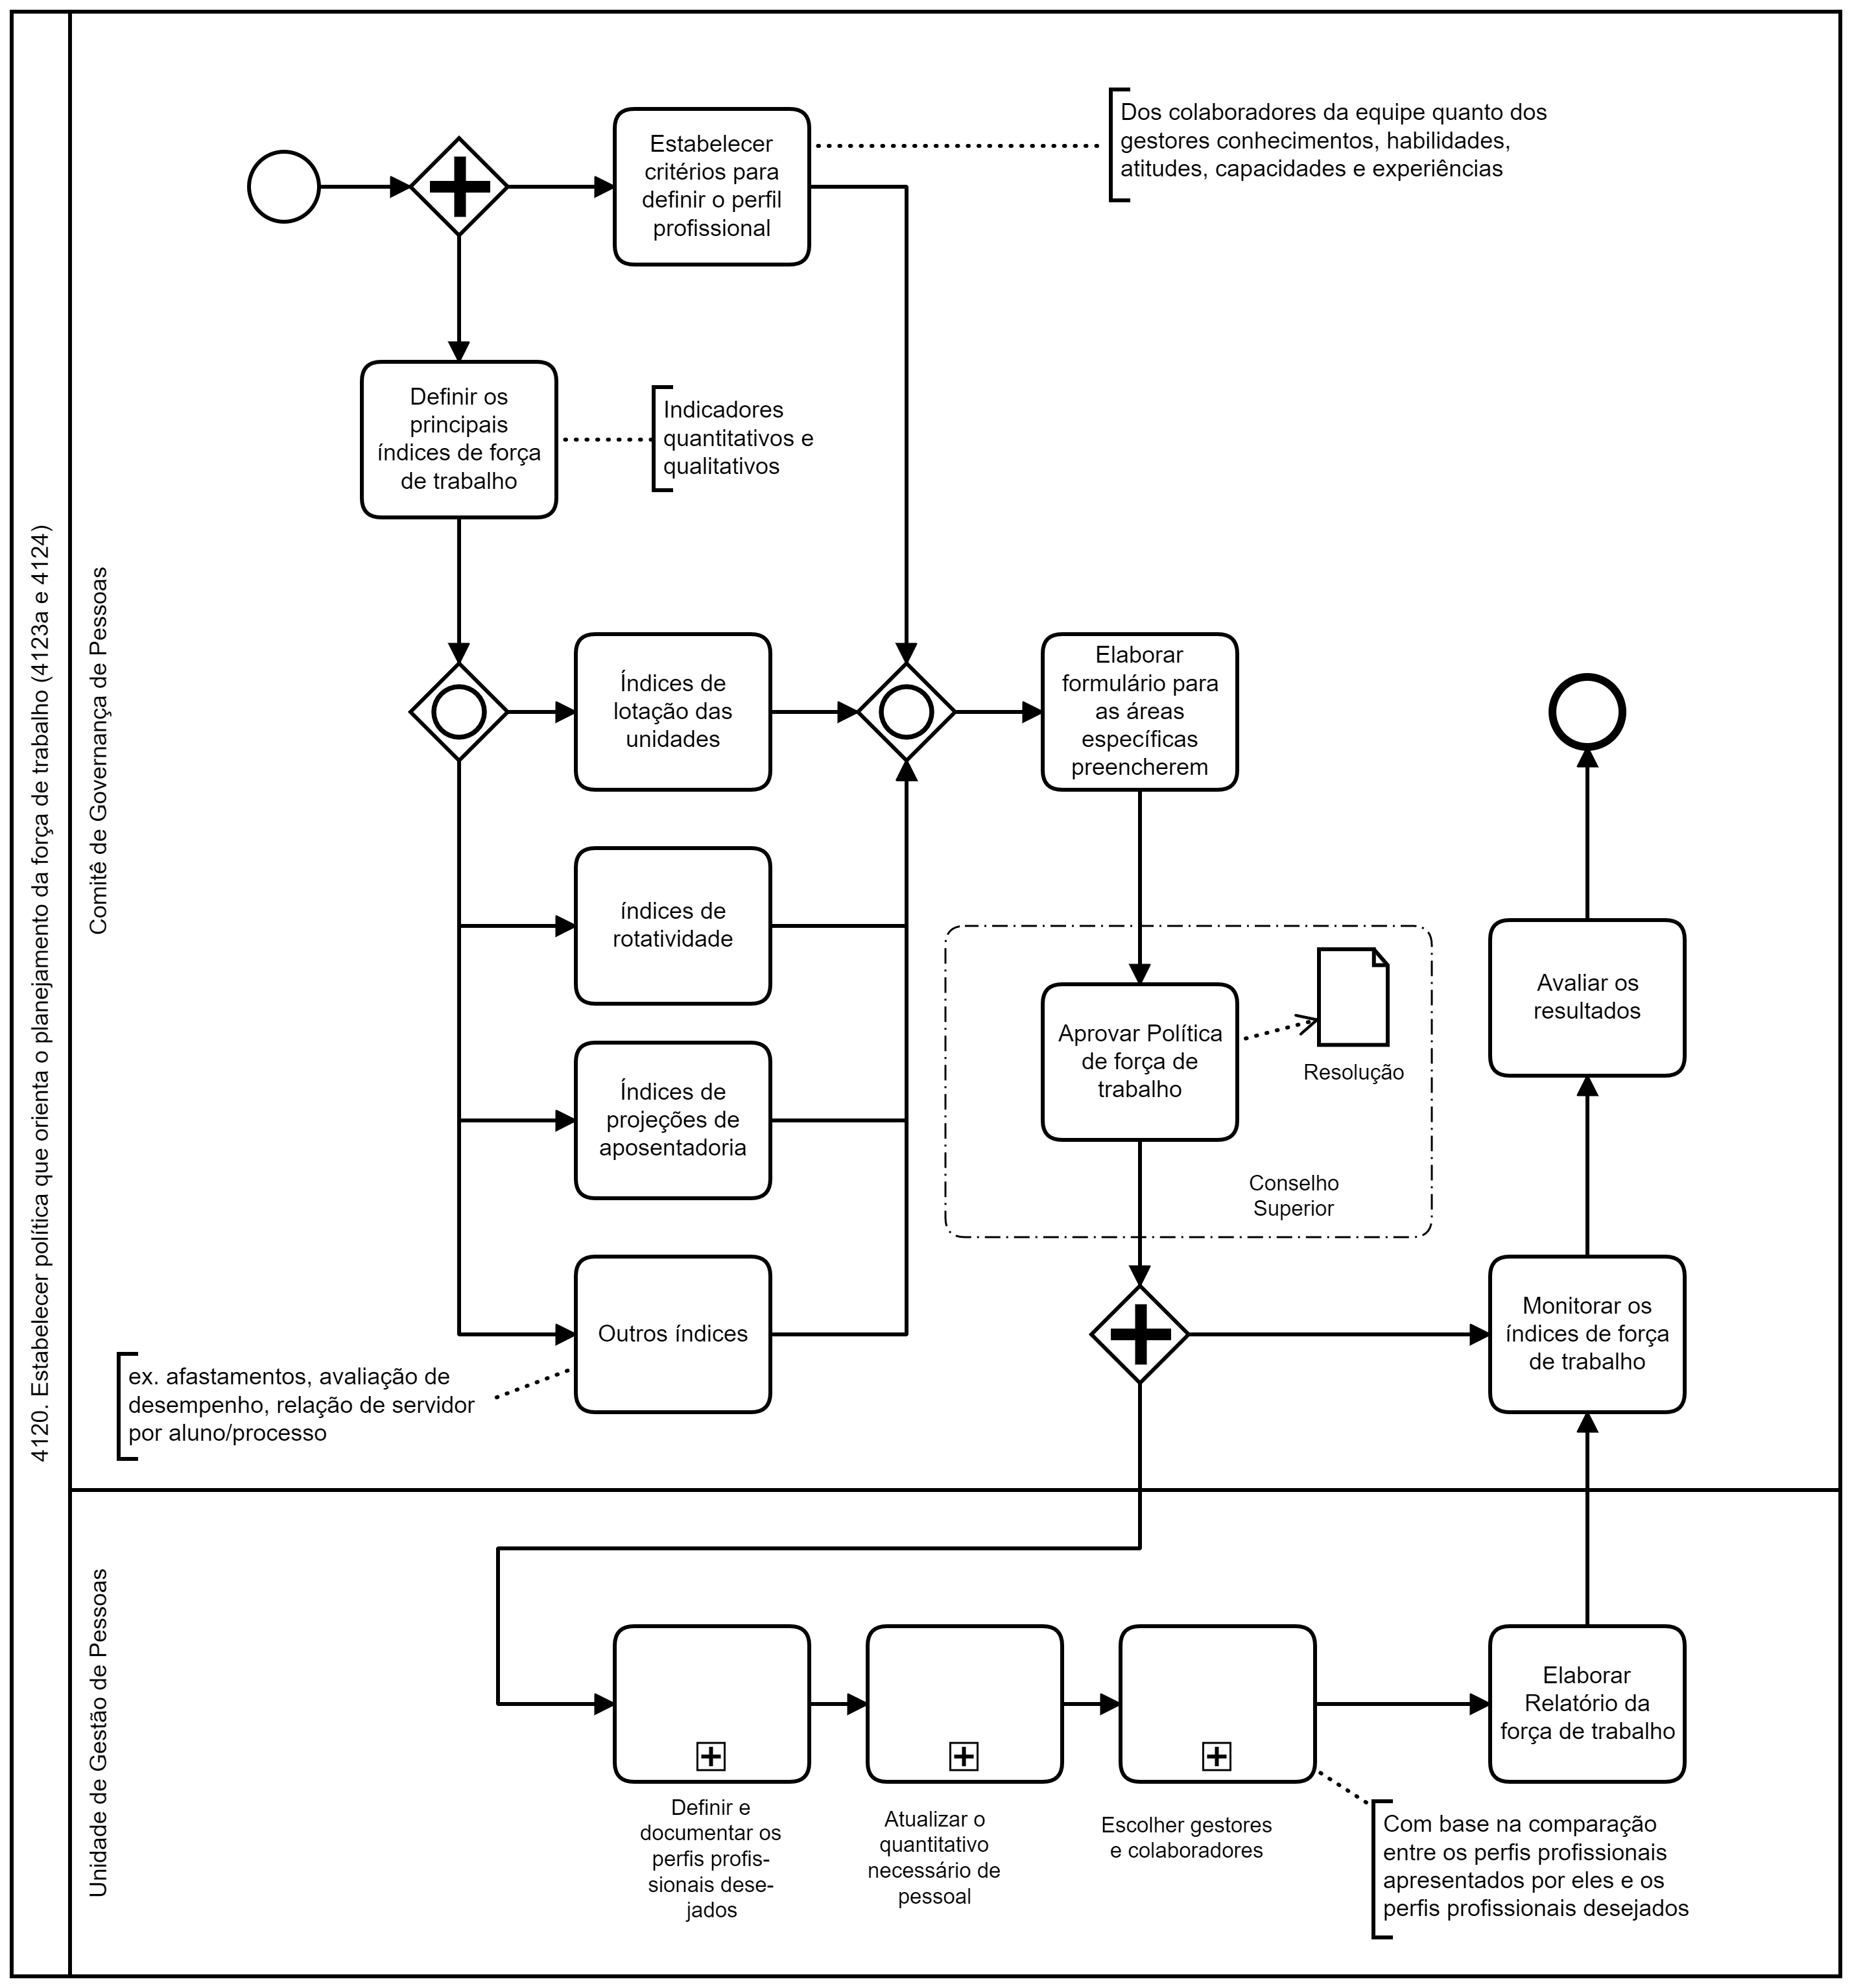 4120. Estabelecer política que orienta o planejamento da força de trabalho (4123a e 4124)
Comitê de Governança de Pessoas
Estabelecer
critérios para
definir o perfil
profissional
Dos colaboradores da equipe quanto dos
gestores conhecimentos, habilidades,
atitudes, capacidades e experiências
Definir os
principais
índices de força
de trabalho
Indicadores
quantitativos e
qualitativos
Índices de
lotação das
unidades
Elaborar
formulário para
as áreas
específicas
preencherem
índices de
rotatividade
Avaliar os
resultados
Aprovar Política
de força de
trabalho
Resolução
Índices de
projeções de
aposentadoria
Conselho
Superior
Outros índices
Monitorar os
índices de força
de trabalho
ex. afastamentos, avaliação de
desempenho, relação de servidor
por aluno/processo
Unidade de Gestão de Pessoas
Definir e
documentar os
perfis profis-
sionais dese-
jados
Atualizar o
quantitativo
necessário de
pessoal
Escolher gestores
e colaboradores
Elaborar
Relatório da
força de trabalho
Com base na comparação
entre os perfis profissionais
apresentados por eles e os
perfis profissionais desejados